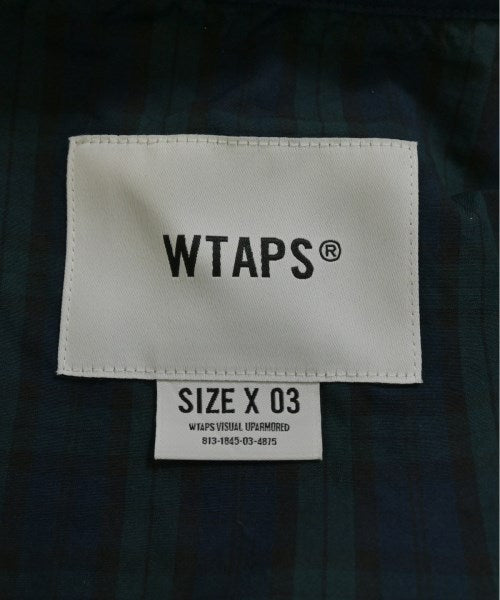 WTAPS®
SIZE X 03
WTAPS VISUAL UPARMORED
813-1845-03-4875